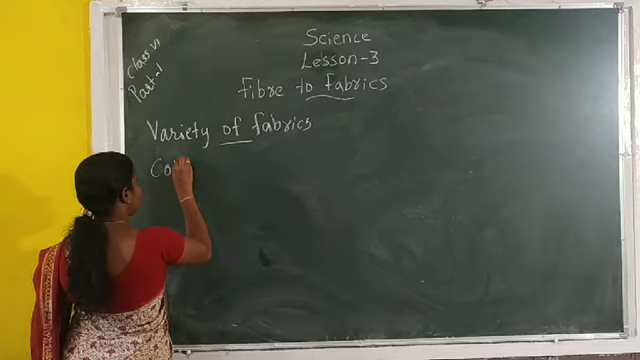 Class VI
Part-1
Science
Lesson-3
Fibre to Fabrics
Variety of fabrics
Co